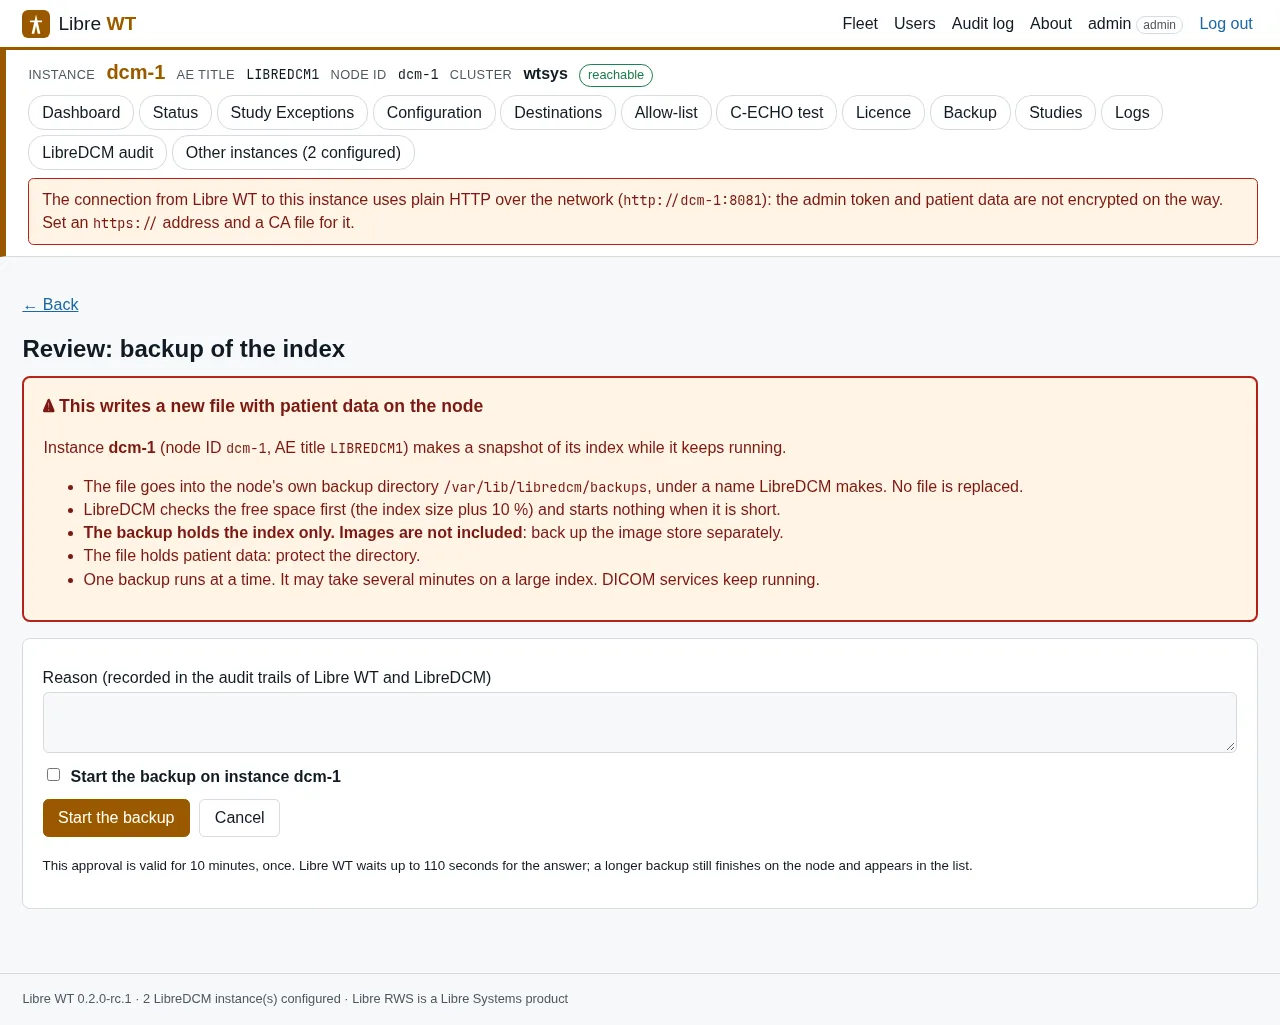 Libre WT
Fleet Users Audit log About admin admin Log out
INSTANCE dcm-1 AE TITLE LIBREDCM1 NODE ID dcm-1 CLUSTER wtsys reachable
Dashboard Status Study Exceptions Configuration Destinations Allow-list C-ECHO test Licence Backup Studies Logs
LibreDCM audit Other instances (2 configured)
The connection from Libre WT to this instance uses plain HTTP over the network (http://dcm-1:8081): the admin token and patient data are not encrypted on the way.
Set an https:// address and a CA file for it.
← Back
Review: backup of the index
This writes a new file with patient data on the node
Instance dcm-1 (node ID dcm-1, AE title LIBREDCM1) makes a snapshot of its index while it keeps running.
• The file goes into the node's own backup directory /var/lib/libredcm/backups, under a name LibreDCM makes. No file is replaced.
• LibreDCM checks the free space first (the index size plus 10 %) and starts nothing when it is short.
• The backup holds the index only. Images are not included: back up the image store separately.
• The file holds patient data: protect the directory.
• One backup runs at a time. It may take several minutes on a large index. DICOM services keep running.
Reason (recorded in the audit trails of Libre WT and LibreDCM)
Start the backup on instance dcm-1
Start the backup Cancel
This approval is valid for 10 minutes, once. Libre WT waits up to 110 seconds for the answer; a longer backup still finishes on the node and appears in the list.
Libre WT 0.2.0-rc.1 · 2 LibreDCM instance(s) configured · Libre RWS is a Libre Systems product